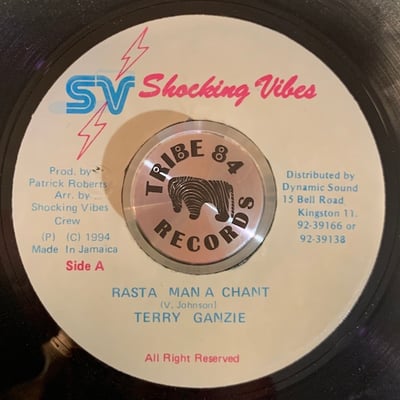 SV Shocking Vibes
Prod. by
Patrick Roberts
Arr. by
Shocking Vibes
Crew
(P) (C) 1994
Made In Jamaica
Side A
TRIBE 84
RECORDS
Distributed by
Dynamic Sound
15 Bell Road
Kingston 11.
92-39166 or
92-39138
RASTA MAN A CHANT
(V. Johnson)
TERRY GANZIE
All Right Reserved